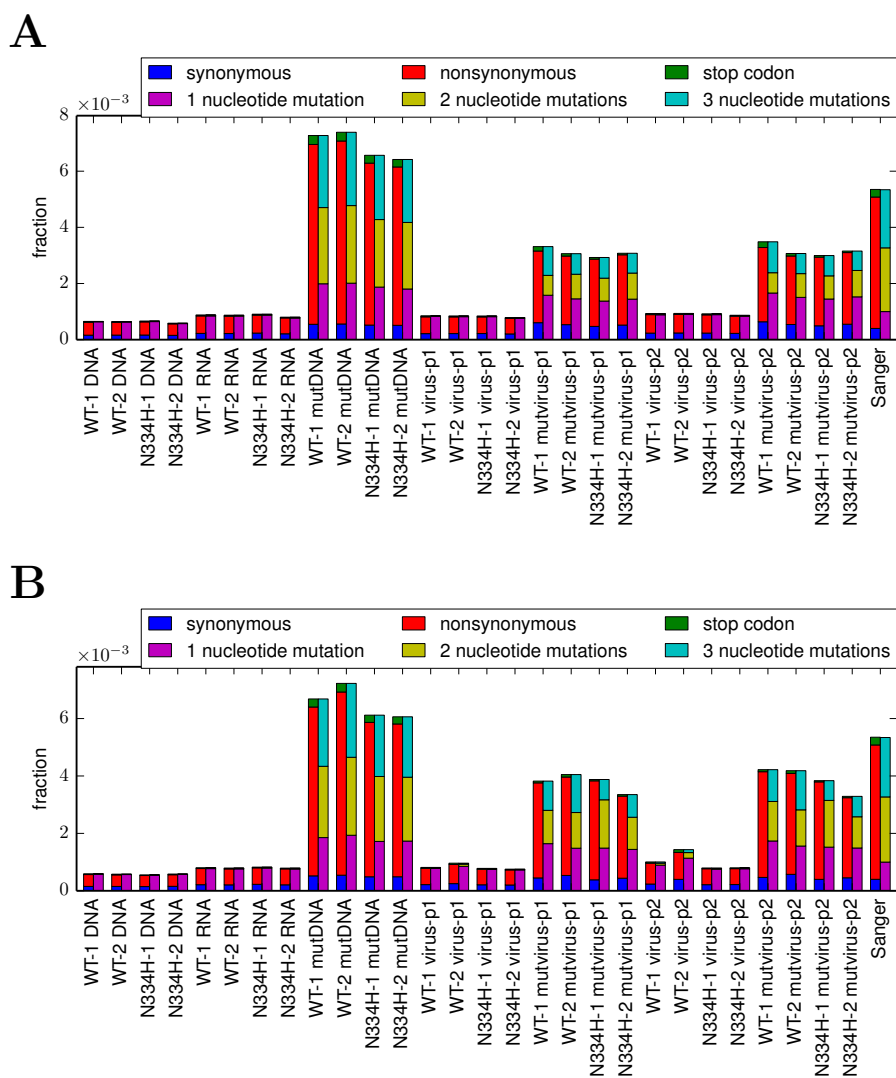 A
synonymous nonsynonymous stop codon
1 nucleotide mutation 2 nucleotide mutations 3 nucleotide mutations
×10⁻³
8
6
4
2
0
fraction
WT-1 DNA
WT-2 DNA
N334H-1 DNA
N334H-2 DNA
WT-1 RNA
WT-2 RNA
N334H-1 RNA
N334H-2 RNA
WT-1 mutDNA
WT-2 mutDNA
N334H-1 mutDNA
N334H-2 mutDNA
WT-1 virus-p1
WT-2 virus-p1
N334H-1 virus-p1
N334H-2 virus-p1
WT-1 mutvirus-p1
WT-2 mutvirus-p1
N334H-1 mutvirus-p1
N334H-2 mutvirus-p1
WT-1 virus-p2
WT-2 virus-p2
N334H-1 virus-p2
N334H-2 virus-p2
WT-1 mutvirus-p2
WT-2 mutvirus-p2
N334H-1 mutvirus-p2
N334H-2 mutvirus-p2
Sanger
B
synonymous nonsynonymous stop codon
1 nucleotide mutation 2 nucleotide mutations 3 nucleotide mutations
×10⁻³
6
4
2
0
fraction
WT-1 DNA
WT-2 DNA
N334H-1 DNA
N334H-2 DNA
WT-1 RNA
WT-2 RNA
N334H-1 RNA
N334H-2 RNA
WT-1 mutDNA
WT-2 mutDNA
N334H-1 mutDNA
N334H-2 mutDNA
WT-1 virus-p1
WT-2 virus-p1
N334H-1 virus-p1
N334H-2 virus-p1
WT-1 mutvirus-p1
WT-2 mutvirus-p1
N334H-1 mutvirus-p1
N334H-2 mutvirus-p1
WT-1 virus-p2
WT-2 virus-p2
N334H-1 virus-p2
N334H-2 virus-p2
WT-1 mutvirus-p2
WT-2 mutvirus-p2
N334H-1 mutvirus-p2
N334H-2 mutvirus-p2
Sanger